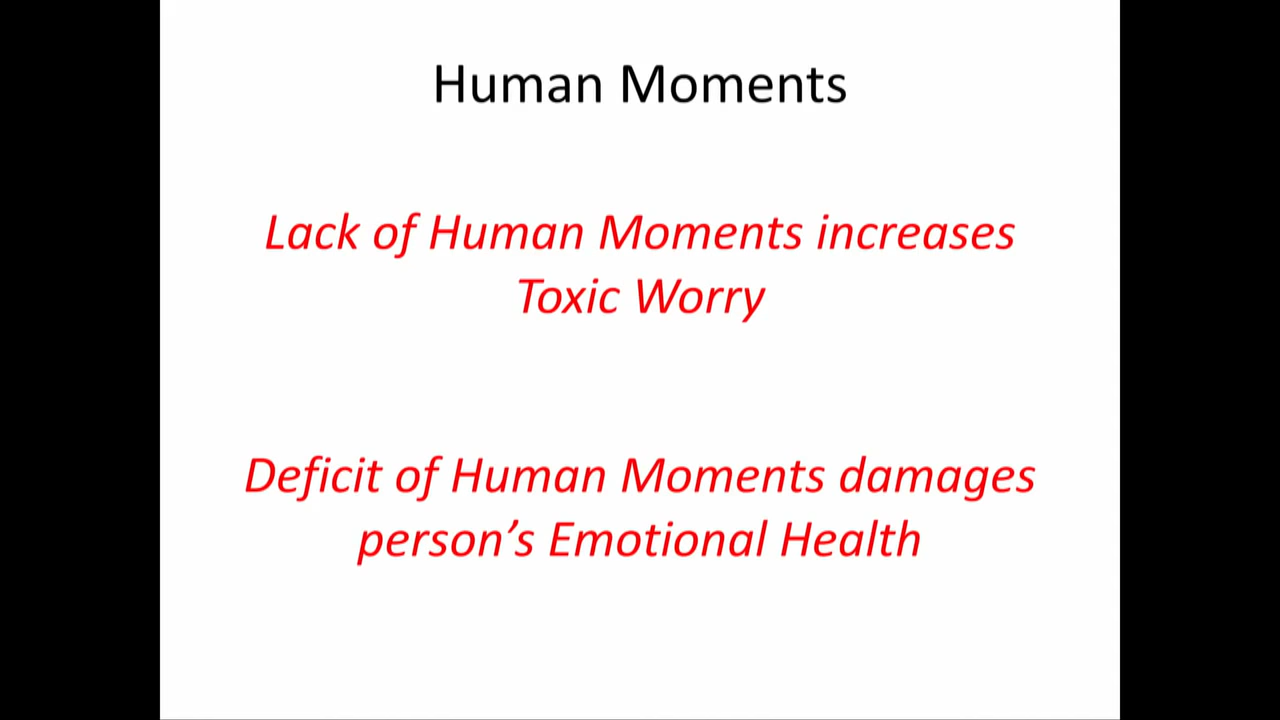 Human Moments
Lack of Human Moments increases
Toxic Worry
Deficit of Human Moments damages
person’s Emotional Health